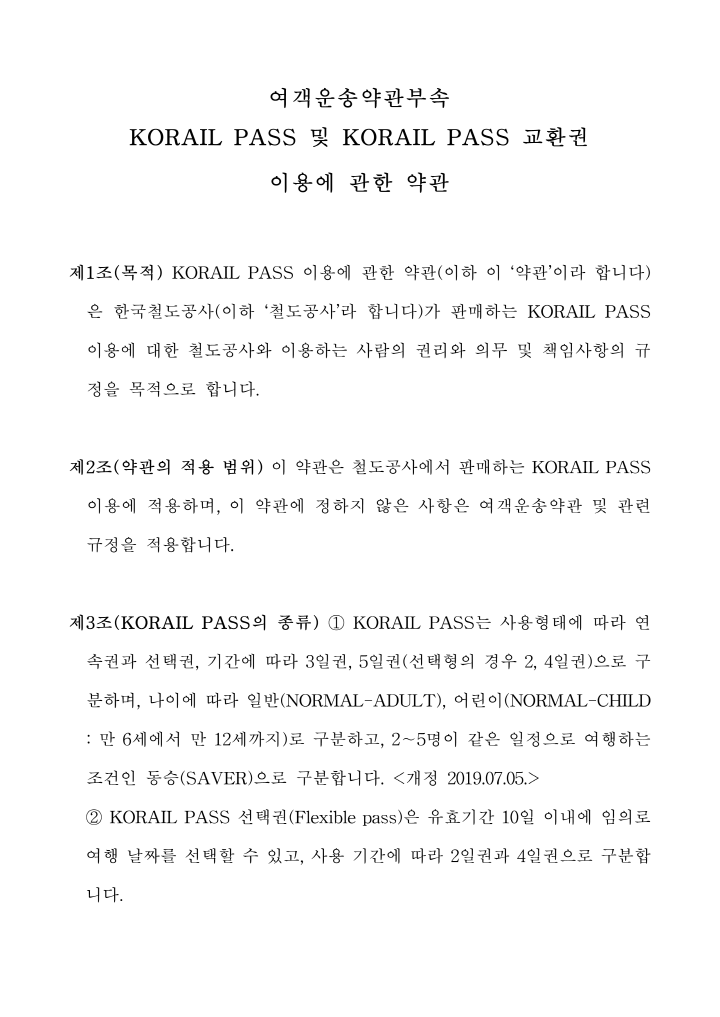 여객운송약관부속
KORAIL PASS 및 KORAIL PASS 교환권
이용에 관한 약관
제1조(목적) KORAIL PASS 이용에 관한 약관(이하 이 ‘약관’이라 합니다)
은 한국철도공사(이하 ‘철도공사’라 합니다)가 판매하는 KORAIL PASS
이용에 대한 철도공사와 이용하는 사람의 권리와 의무 및 책임사항의 규
정을 목적으로 합니다.
제2조(약관의 적용 범위) 이 약관은 철도공사에서 판매하는 KORAIL PASS
이용에 적용하며, 이 약관에 정하지 않은 사항은 여객운송약관 및 관련
규정을 적용합니다.
제3조(KORAIL PASS의 종류) ① KORAIL PASS는 사용형태에 따라 연
속권과 선택권, 기간에 따라 3일권, 5일권(선택형의 경우 2, 4일권)으로 구
분하며, 나이에 따라 일반(NORMAL-ADULT), 어린이(NORMAL-CHILD
: 만 6세에서 만 12세까지)로 구분하고, 2~5명이 같은 일정으로 여행하는
조건인 동승(SAVER)으로 구분합니다. <개정 2019.07.05.>
② KORAIL PASS 선택권(Flexible pass)은 유효기간 10일 이내에 임의로
여행 날짜를 선택할 수 있고, 사용 기간에 따라 2일권과 4일권으로 구분합
니다.